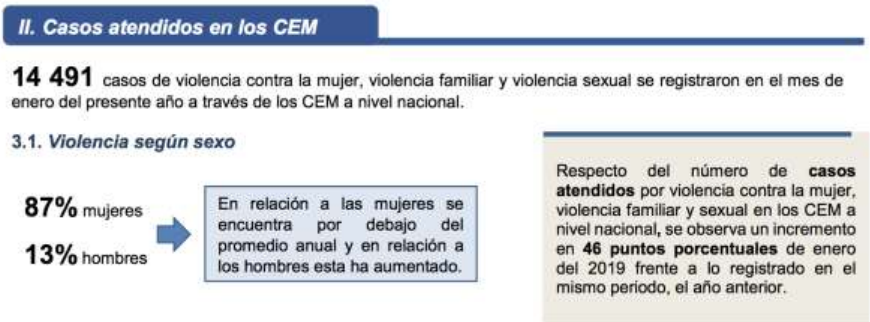 II. Casos atendidos en los CEM
14 491 casos de violencia contra la mujer, violencia familiar y violencia sexual se registraron en el mes de
enero del presente año a través de los CEM a nivel nacional.
3.1. Violencia según sexo
87% mujeres
13% hombres
En relación a las mujeres se
encuentra por debajo del
promedio anual y en relación a
los hombres esta ha aumentado.
Respecto del número de casos
atendidos por violencia contra la mujer,
violencia familiar y sexual en los CEM a
nivel nacional, se observa un incremento
en 46 puntos porcentuales de enero
del 2019 frente a lo registrado en el
mismo periodo, el año anterior.